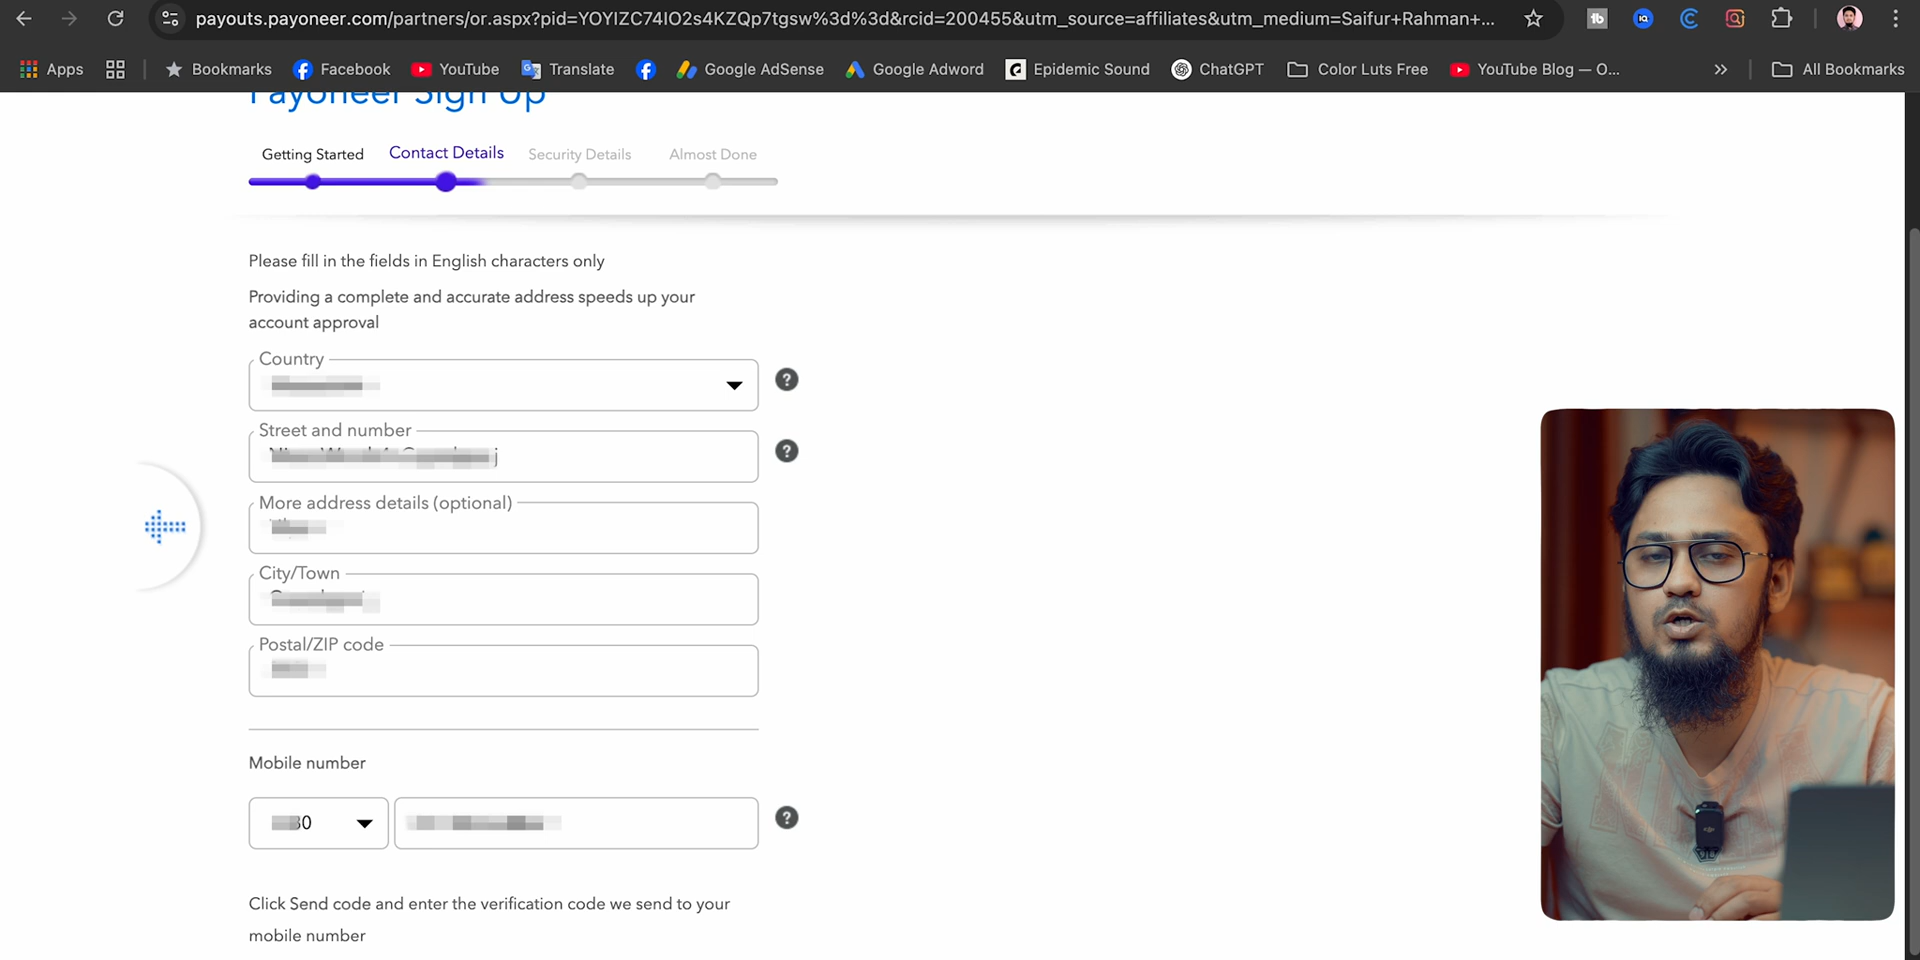 payouts.payoneer.com/partners/or.aspx?pid=YOYIZC74IO2s4KZQp7tgsw%3d%3d&rcid=200455&utm_source=affiliates&utm_medium=Saifur+Rahman+...
Apps
Bookmarks
Facebook
YouTube
Translate
Google AdSense
Google Adword
Epidemic Sound
ChatGPT
Color Luts Free
YouTube Blog — O...
All Bookmarks
Payoneer Sign Up
Getting Started
Contact Details
Security Details
Almost Done
Please fill in the fields in English characters only
Providing a complete and accurate address speeds up your
account approval
Country
Street and number
More address details (optional)
City/Town
Postal/ZIP code
Mobile number
Click Send code and enter the verification code we send to your
mobile number